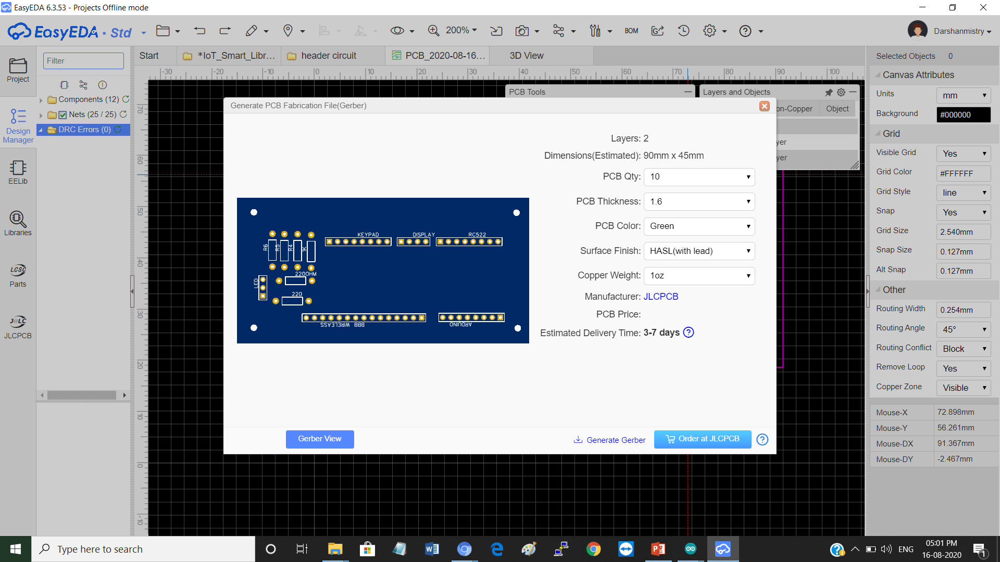 EasyEDA 6.3.53 - Projects Offline mode
EasyEDA · Std
200%
BOM
Darshanmistry
Project
Design
Manager
EELib
Libraries
LCSC
Parts
J@LC
JLCPCB
Filter
Components (12)
Nets (25 / 25)
DRC Errors (0)
Start
*IoT_Smart_Libr...
header circuit
PCB_2020-08-16...
3D View
-30 -20 -10 0 10 20 30 40 50 60 70 80 90 100
70
60
50
40
30
20
10
0
-10
PCB Tools
Layers and Objects
on-Copper
Object
yer
yer
Generate PCB Fabrication File(Gerber)
KEYPAD
DISPLAY
RC522
R6
R5
R4
1K
220OHM
LED
220
BBB WIRELEASS
ARDUINO
Layers: 2
Dimensions(Estimated): 90mm x 45mm
PCB Qty: 10
PCB Thickness: 1.6
PCB Color: Green
Surface Finish: HASL(with lead)
Copper Weight: 1oz
Manufacturer: JLCPCB
PCB Price:
Estimated Delivery Time: 3-7 days
Gerber View
Generate Gerber
Order at JLCPCB
Selected Objects 0
Canvas Attributes
Units mm
Background #000000
Grid
Visible Grid Yes
Grid Color #FFFFFF
Grid Style line
Snap Yes
Grid Size 2.540mm
Snap Size 0.127mm
Alt Snap 0.127mm
Other
Routing Width 0.254mm
Routing Angle 45°
Routing Conflict Block
Remove Loop Yes
Copper Zone Visible
Mouse-X 72.898mm
Mouse-Y 56.261mm
Mouse-DX 91.367mm
Mouse-DY -2.467mm
Type here to search
ENG
05:01 PM
16-08-2020
1